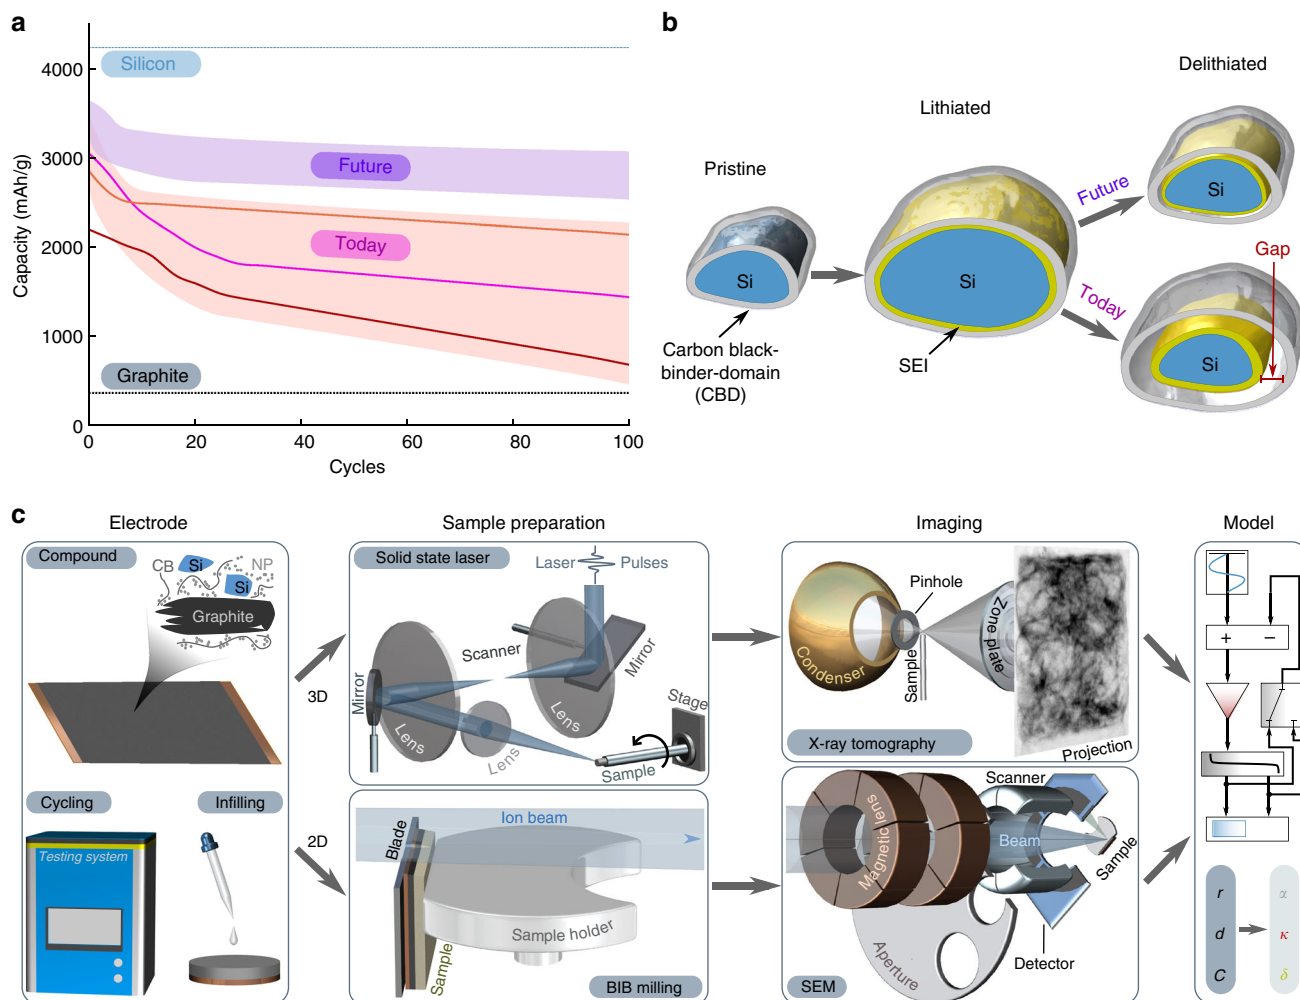 a
Capacity (mAh/g)
4000
3000
2000
1000
0
Silicon
Future
Today
Graphite
0
20
40
60
80
100
Cycles
b
Pristine
Lithiated
Delithiated
Si
Si
Si
Si
Future
Today
Gap
Carbon black-
binder-domain
(CBD)
SEI
c
Electrode
Sample preparation
Imaging
Model
Compound
CB
Si
NP
Si
Graphite
Cycling
Infilling
Testing system
3D
2D
Solid state laser
Laser
Pulses
Scanner
Mirror
Mirror
Lens
Lens
Lens
Stage
Sample
Ion beam
Blade
Sample
Sample holder
BIB milling
Pinhole
Condenser
Sample
Zone plate
X-ray tomography
Projection
Scanner
Magnetic lens
Beam
Sample
Aperture
Detector
SEM
+
−
r
α
d
κ
C
δ